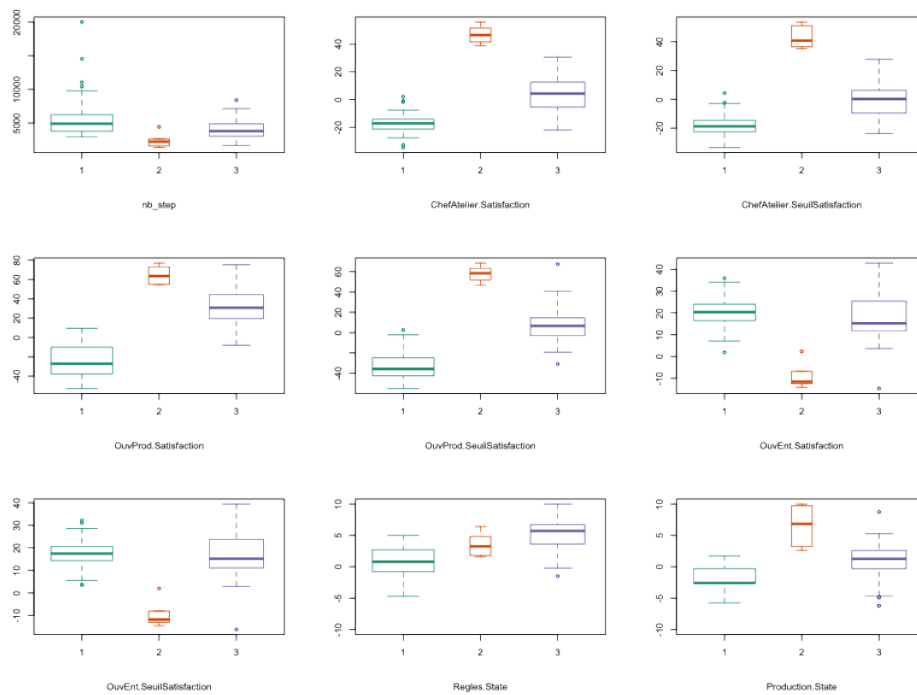 20000
10000
5000
1 2 3
nb_step
40
20
0
-20
1 2 3
ChefAtelier.Satisfaction
40
20
0
-20
1 2 3
ChefAtelier.SeuilSatisfaction
80
60
40
20
0
-40
1 2 3
OuvProd.Satisfaction
60
40
20
0
-40
1 2 3
OuvProd.SeuilSatisfaction
40
30
20
10
0
-10
1 2 3
OuvEnt.Satisfaction
40
30
20
10
0
-10
1 2 3
OuvEnt.SeuilSatisfaction
10
5
0
-5
-10
1 2 3
Regles.State
10
5
0
-5
-10
1 2 3
Production.State